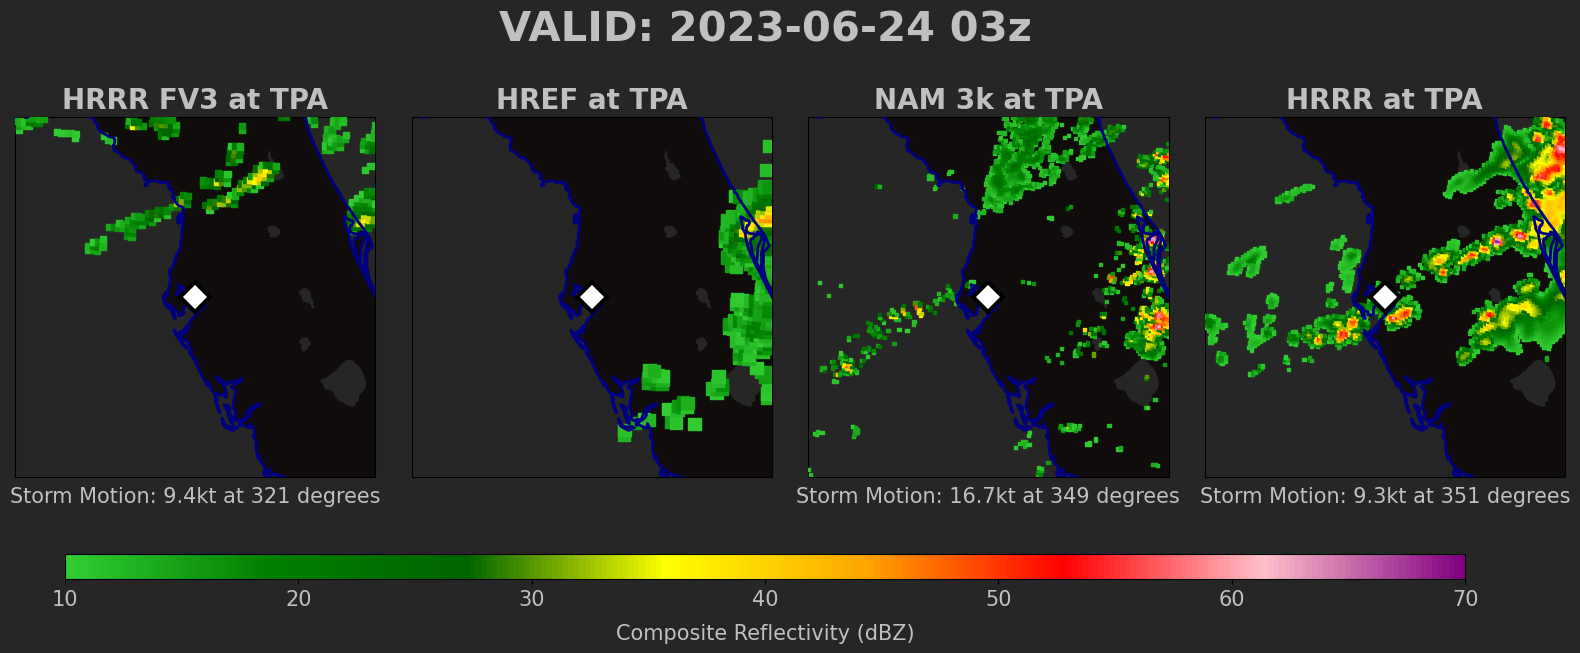 VALID: 2023-06-24 03z
HRRR FV3 at TPA
HREF at TPA
NAM 3k at TPA
HRRR at TPA
Storm Motion: 9.4kt at 321 degrees
Storm Motion: 16.7kt at 349 degrees
Storm Motion: 9.3kt at 351 degrees
10 20 30 40 50 60 70
Composite Reflectivity (dBZ)